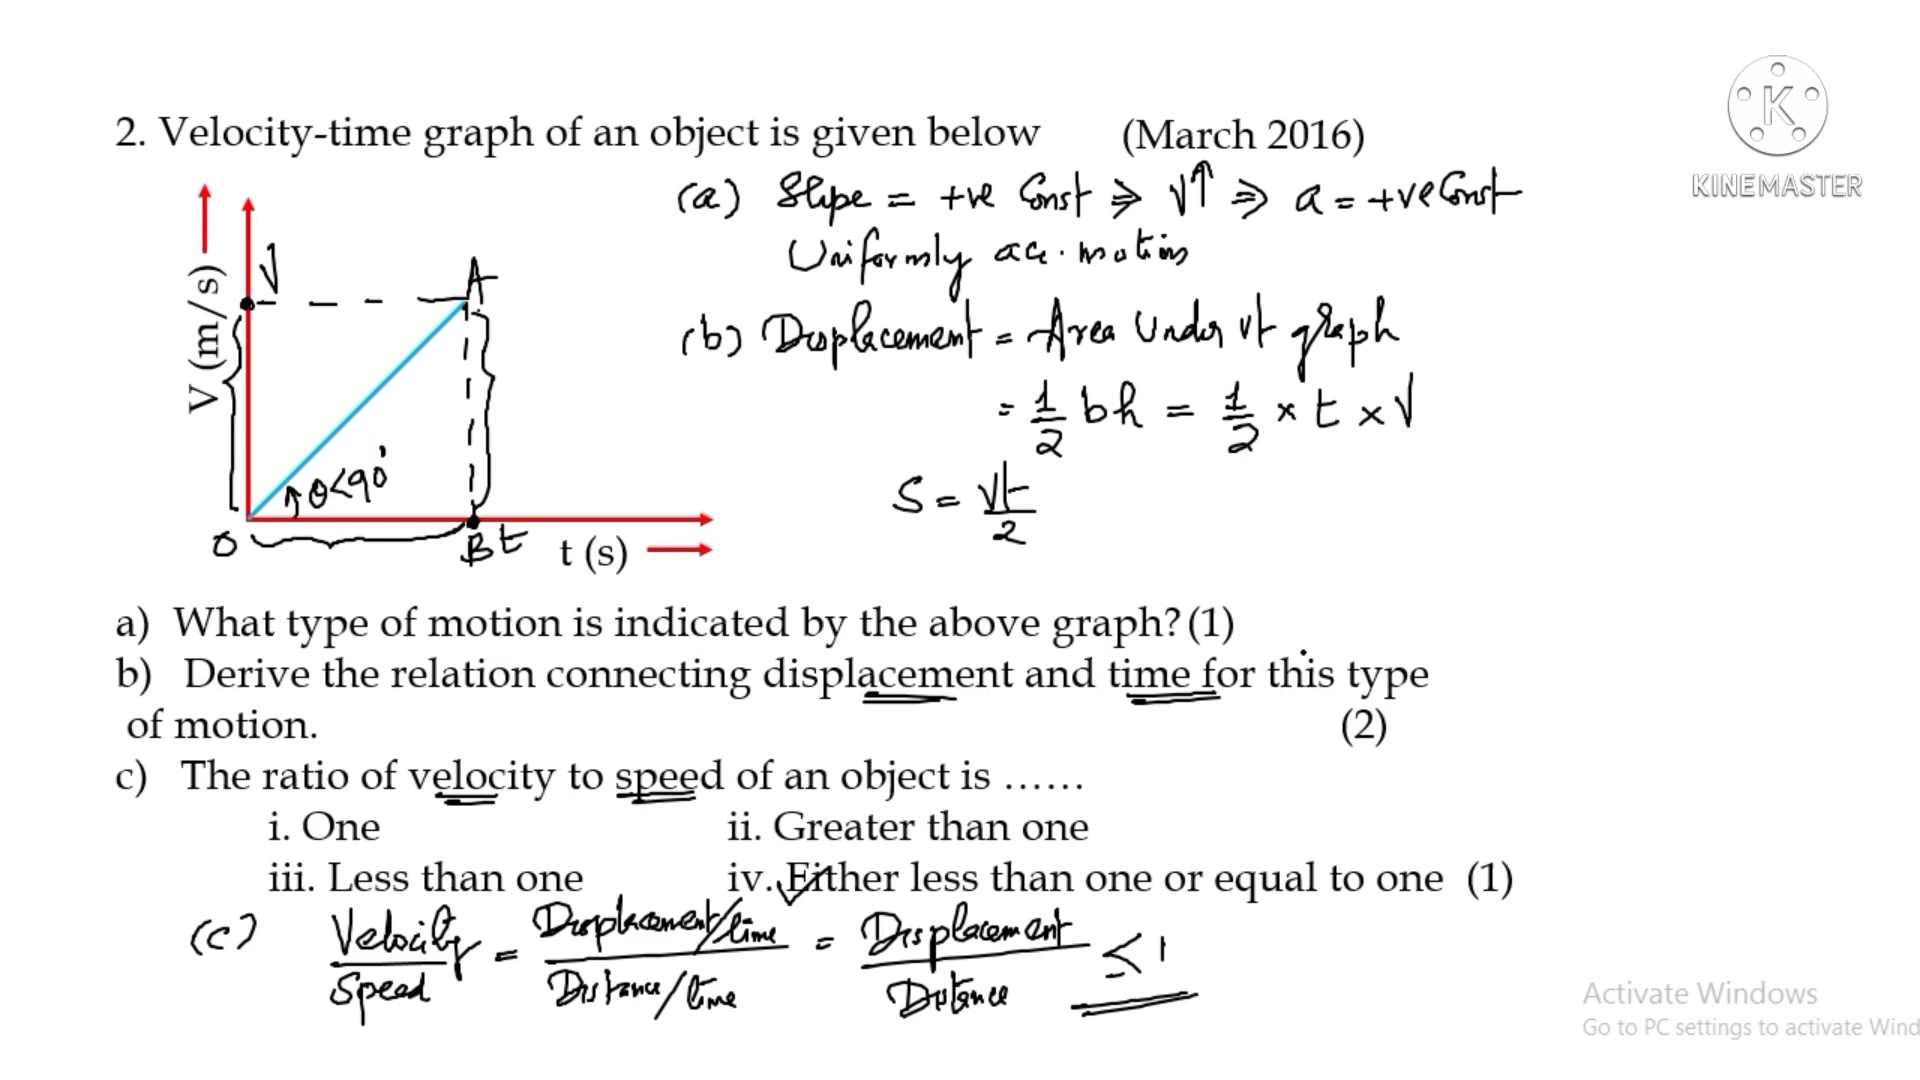 2. Velocity-time graph of an object is given below (March 2016)
KINEMASTER
(a) Slope = +ve Const ⇒ V↑ ⇒ a = +ve Const
Uniformly acc. motion
V
A
V (m/s)
(b) Displacement = Area Under vt graph
= 1/2 bh = 1/2 × t × V
θ<90°
S = Vt/2
O
B t
t (s)
a) What type of motion is indicated by the above graph? (1)
b) Derive the relation connecting displacement and time for this type
of motion. (2)
c) The ratio of velocity to speed of an object is ......
i. One ii. Greater than one
iii. Less than one iv. Either less than one or equal to one (1)
(c) Velocity/Speed = Displacement/time / Distance/time = Displacement/Distance ≤ 1
Activate Windows
Go to PC settings to activate Wind